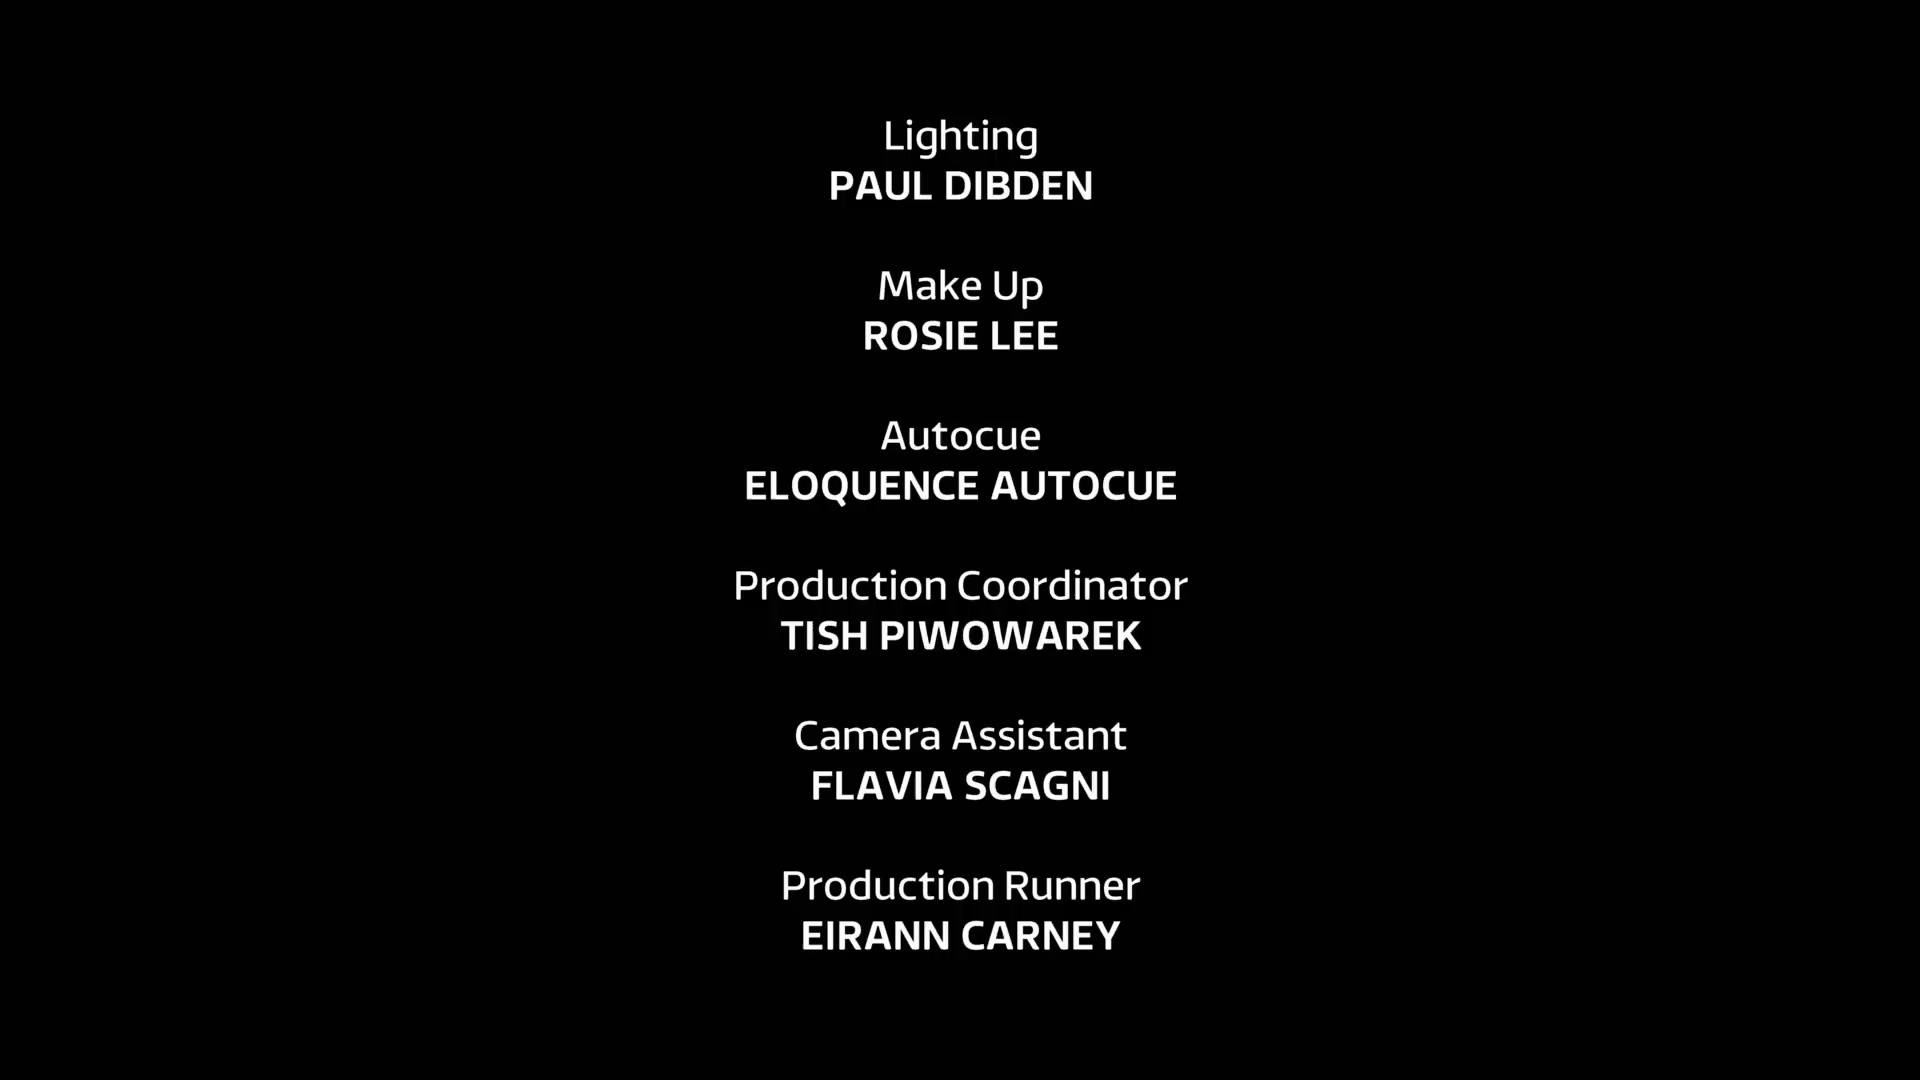 Lighting
PAUL DIBDEN
Make Up
ROSIE LEE
Autocue
ELOQUENCE AUTOCUE
Production Coordinator
TISH PIWOWAREK
Camera Assistant
FLAVIA SCAGNI
Production Runner
EIRANN CARNEY